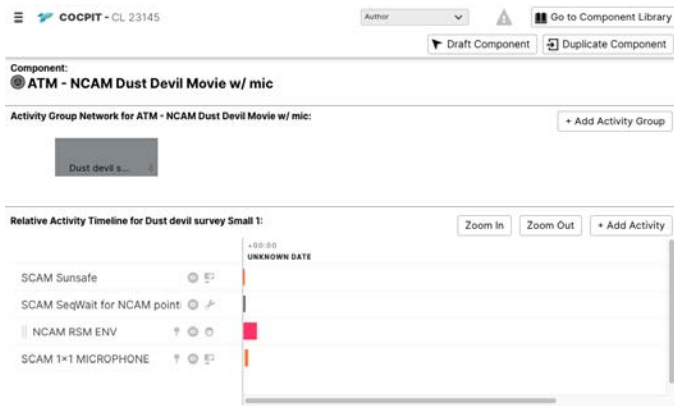 COCPIT - CL 23145
Author
Go to Component Library
Draft Component
Duplicate Component
Component:
ATM - NCAM Dust Devil Movie w/ mic
Activity Group Network for ATM - NCAM Dust Devil Movie w/ mic:
+ Add Activity Group
Dust devil s...
Relative Activity Timeline for Dust devil survey Small 1:
Zoom In
Zoom Out
+ Add Activity
+00:00
UNKNOWN DATE
SCAM Sunsafe
SCAM SeqWait for NCAM pointi
NCAM RSM ENV
SCAM 1x1 MICROPHONE